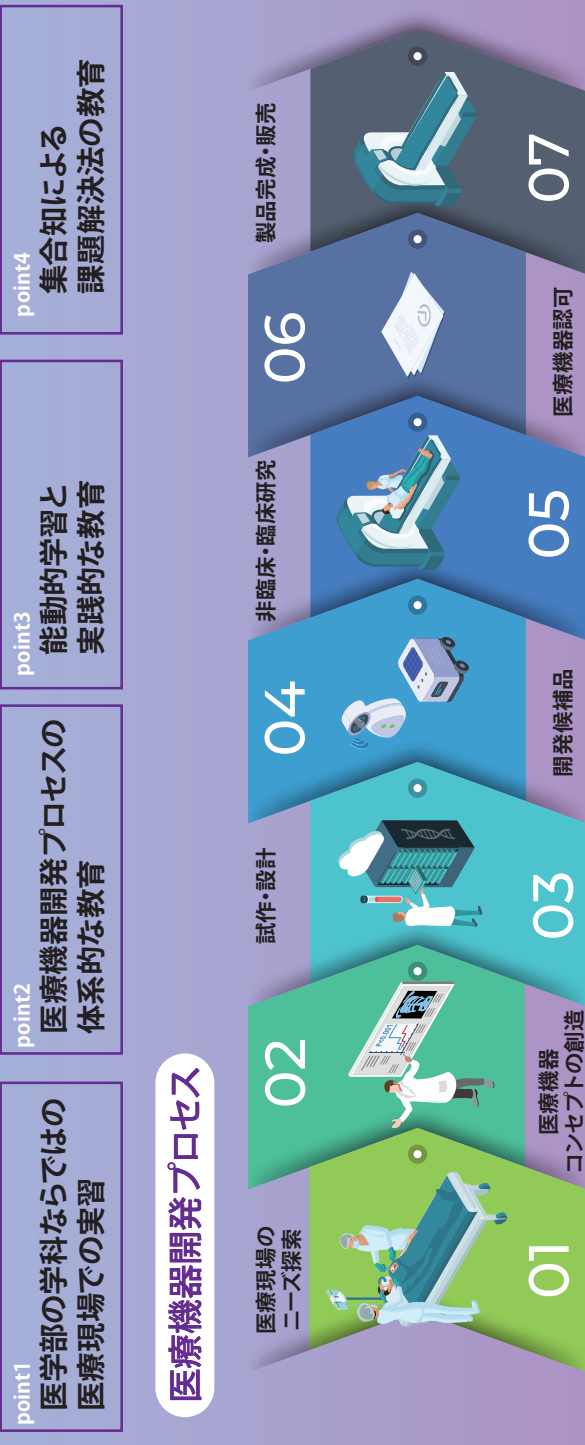 point1
医学部の学科ならではの
医療現場での実習
point2
医療機器開発プロセスの
体系的な教育
point3
能動的学習と
実践的な教育
point4
集合知による
課題解決法の教育
医療機器開発プロセス
医療現場の
ニーズ探索
01
02
医療機器
コンセプトの創造
試作・設計
03
04
開発候補品
非臨床・臨床研究
05
06
医療機器認可
製品完成・販売
07
P<0.001